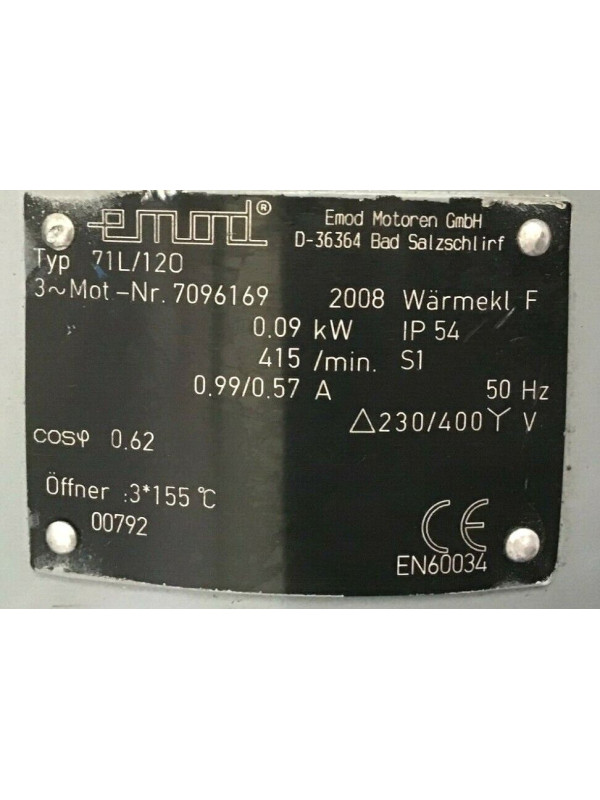 emod® Emod Motoren GmbH
D-36364 Bad Salzschlirf
Typ 71L/120
3~Mot-Nr. 7096169 2008 Wärmekl F
0.09 kW IP 54
415 /min. S1
0.99/0.57 A 50 Hz
△230/400Y V
cosφ 0.62
Öffner :3*155°C
00792
CE
EN60034